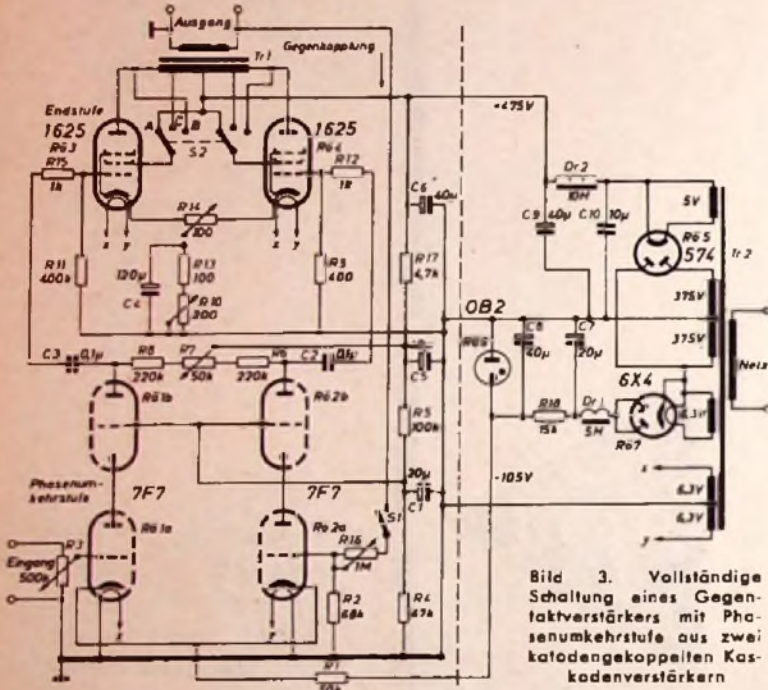 Ausgang
Gegenkopplung
Tr1
Endstufe
1625
Rö3
A
C
B
S2
1625
Rö4
R15
1k
R12
1k
R14
100
x
y
x
y
R11
400k
120µ
C4
R13
100
R10
200
R9
400
C6
40µ
R17
4,7k
+475V
Dr2
10H
C9
40µ
C10
10µ
5V
Rö5
574
Tr2
375V
375V
Netz
0B2
C8
40µ
C7
20µ
6X4
Rö7
6,3V
R18
15k
Dr1
5H
-105V
x
6,3V
6,3V
y
C3
0,1µ
R8
220k
R7
50k
R6
220k
C2
0,1µ
C5
R5
100k
20µ
C1
Rö1b
Rö2b
Phasenum-
kehrstufe
7F7
7F7
S1
Rö1a
Rö2a
R3
Eingang
500k
R16
1M
R2
68k
R4
47k
x
y
R1
Bild 3. Vollständige
Schaltung eines Gegen-
taktverstärkers mit Pha-
senumkehrstufe aus zwei
katodengekoppelten Kas-
kodenverstärkern